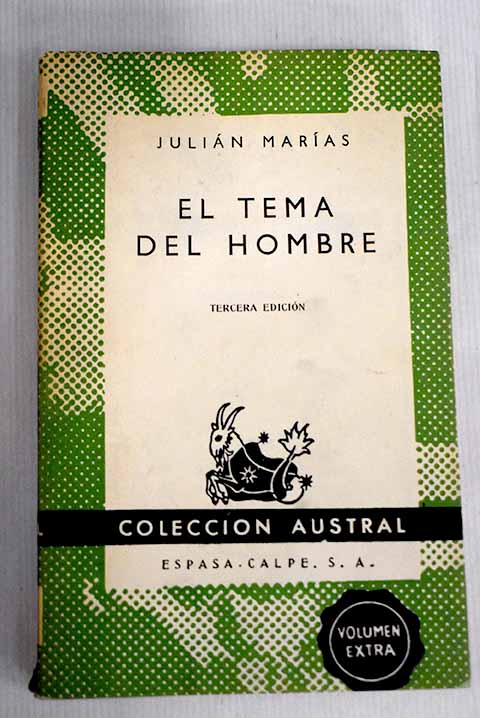 JULIÁN MARÍAS
EL TEMA
DEL HOMBRE
TERCERA EDICIÓN
COLECCION AUSTRAL
ESPASA-CALPE. S. A.
VOLUMEN
EXTRA